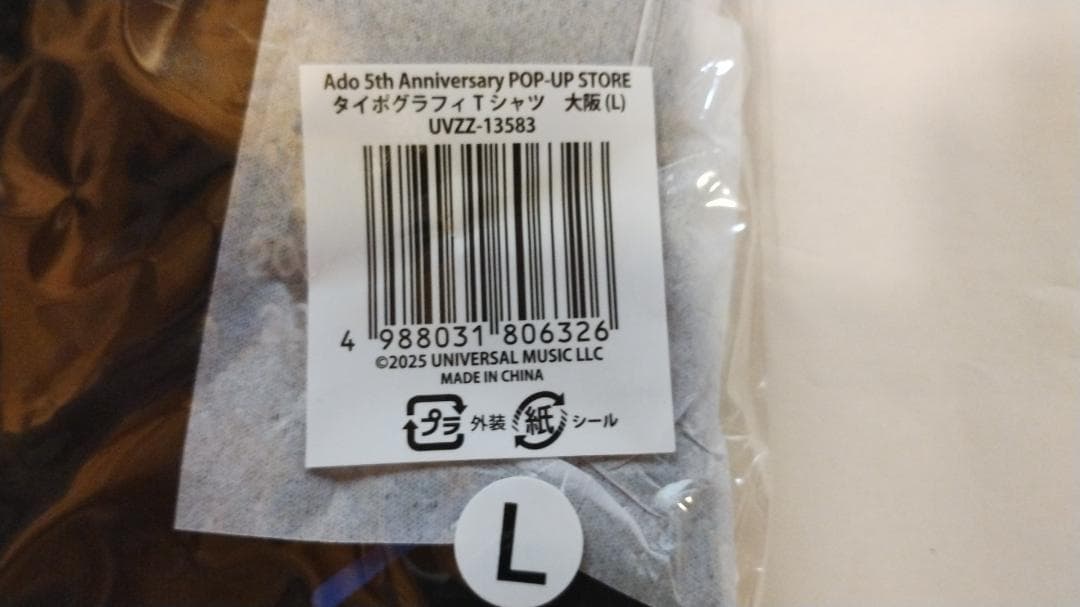 Ado 5th Anniversary POP-UP STORE
タイポグラフィTシャツ　大阪(L)
UVZZ-13583
4 988031 806326
©2025 UNIVERSAL MUSIC LLC
MADE IN CHINA
プラ 外装 紙 シール
L